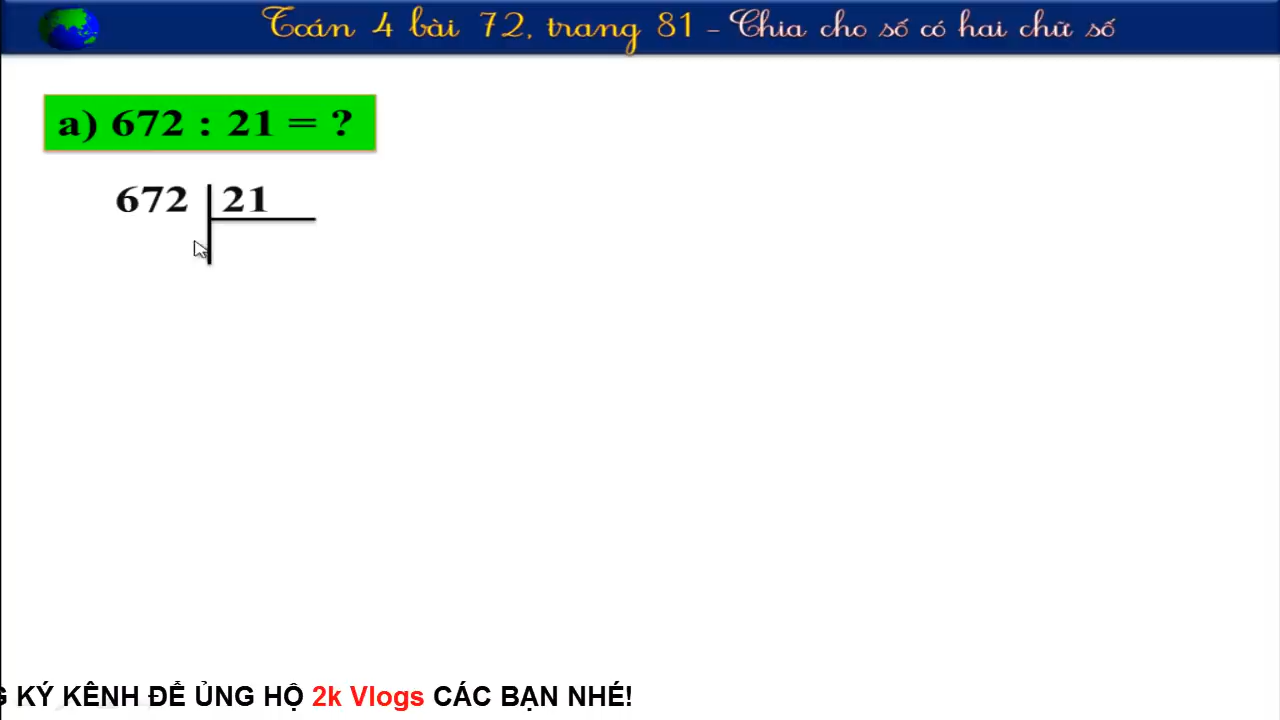 Toán 4 bài 72, trang 81 - Chia cho số có hai chữ số
a) 672 : 21 = ?
672 21
KÝ KÊNH ĐỂ ỦNG HỘ 2k Vlogs CÁC BẠN NHÉ!